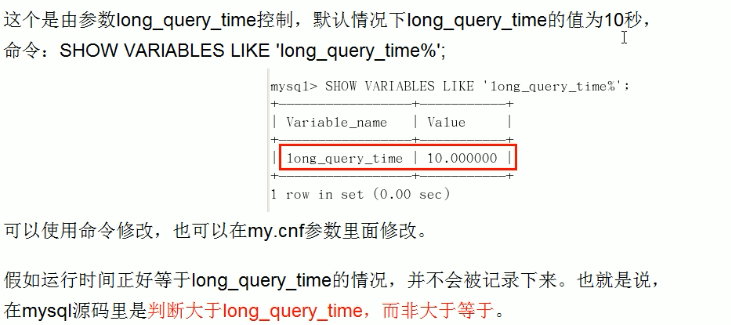 这个是由参数long_query_time控制，默认情况下long_query_time的值为10秒，
命令：SHOW VARIABLES LIKE 'long_query_time%';
mysql> SHOW VARIABLES LIKE 'long_query_time%';
+-----------------+-----------+
| Variable_name | Value |
+-----------------+-----------+
| long_query_time | 10.000000 |
+-----------------+-----------+
1 row in set (0.00 sec)
可以使用命令修改，也可以在my.cnf参数里面修改。
假如运行时间正好等于long_query_time的情况，并不会被记录下来。也就是说，
在mysql源码里是判断大于long_query_time，而非大于等于。